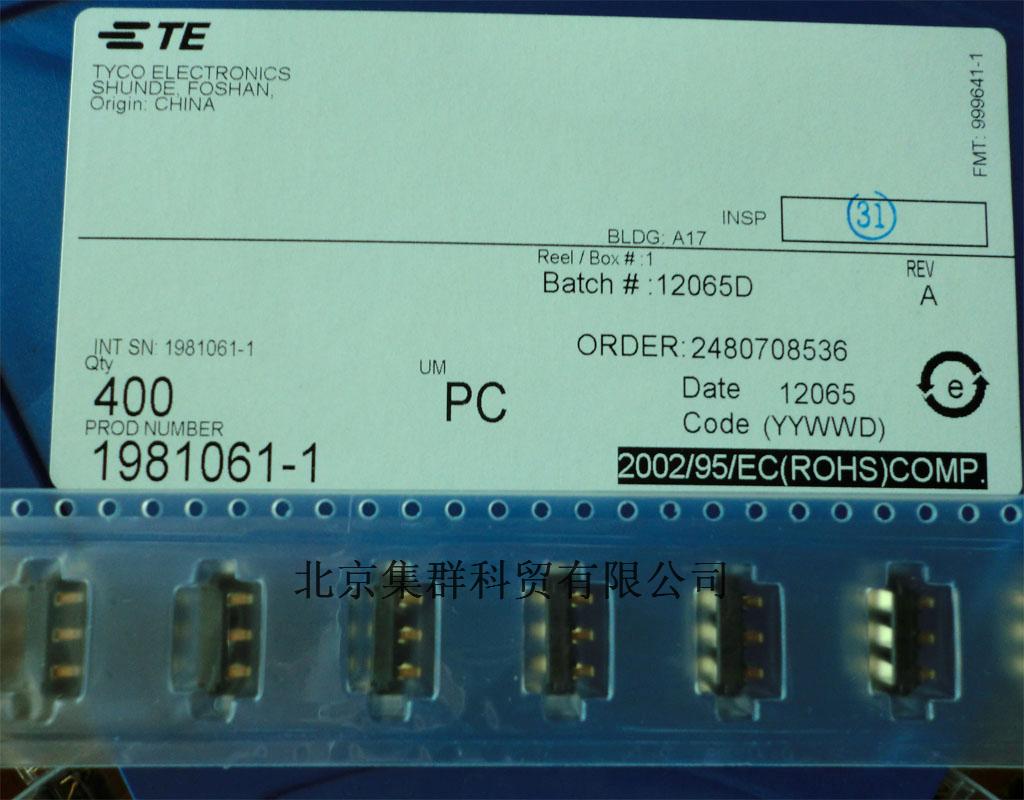 TE
TYCO ELECTRONICS
SHUNDE, FOSHAN,
Origin: CHINA
FMT: 999641-1
INSP
31
BLDG: A17
Reel / Box # :1
Batch # :12065D
REV
A
INT SN: 1981061-1
ORDER: 2480708536
Qty
400
UM
PC
Date 12065
Code (YYWWD)
e
PROD NUMBER
1981061-1
2002/95/EC(ROHS)COMP.
北京集群科贸有限公司